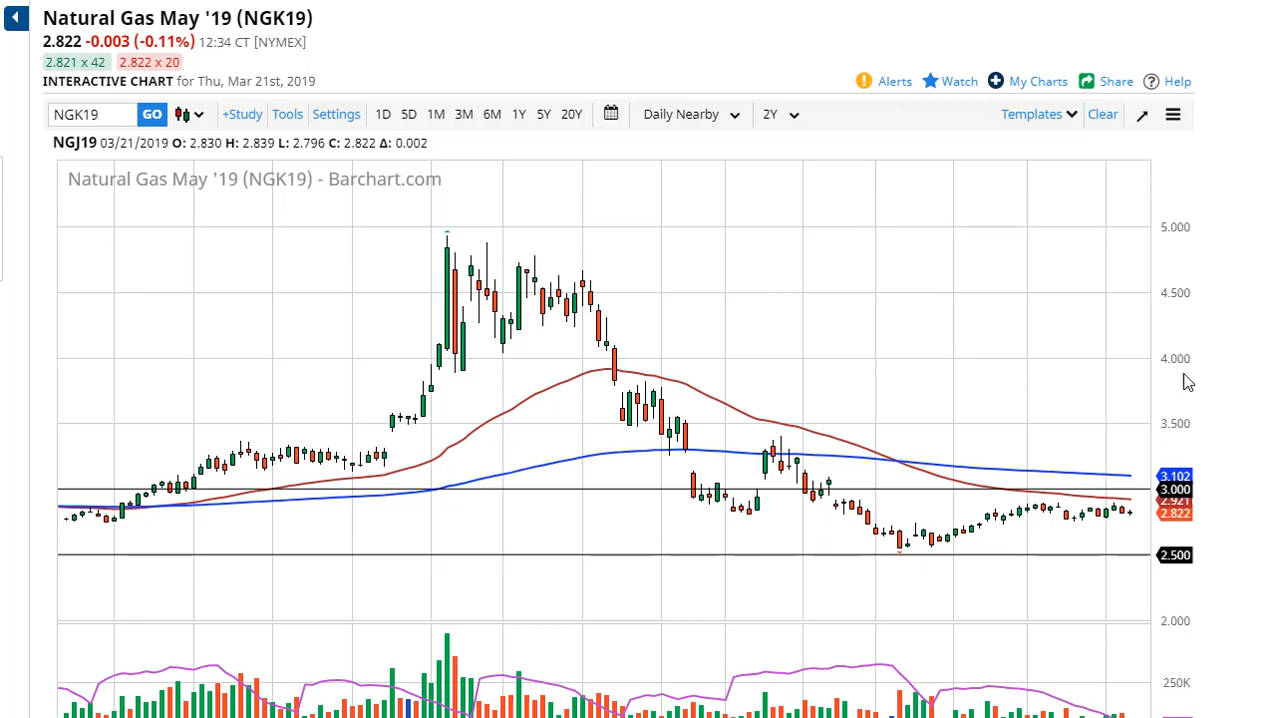 Natural Gas May '19 (NGK19)
2.822 -0.003 (-0.11%) 12:34 CT [NYMEX]
2.821 x 42 2.822 x 20
INTERACTIVE CHART for Thu, Mar 21st, 2019
Alerts Watch My Charts Share Help
NGK19 GO +Study Tools Settings 1D 5D 1M 3M 6M 1Y 5Y 20Y Daily Nearby 2Y Templates Clear
NGJ19 03/21/2019 O: 2.830 H: 2.839 L: 2.796 C: 2.822 Δ: 0.002
Natural Gas May '19 (NGK19) - Barchart.com
5.000
4.500
4.000
3.500
3.102
3.000
2.921
2.822
2.500
2.000
250K